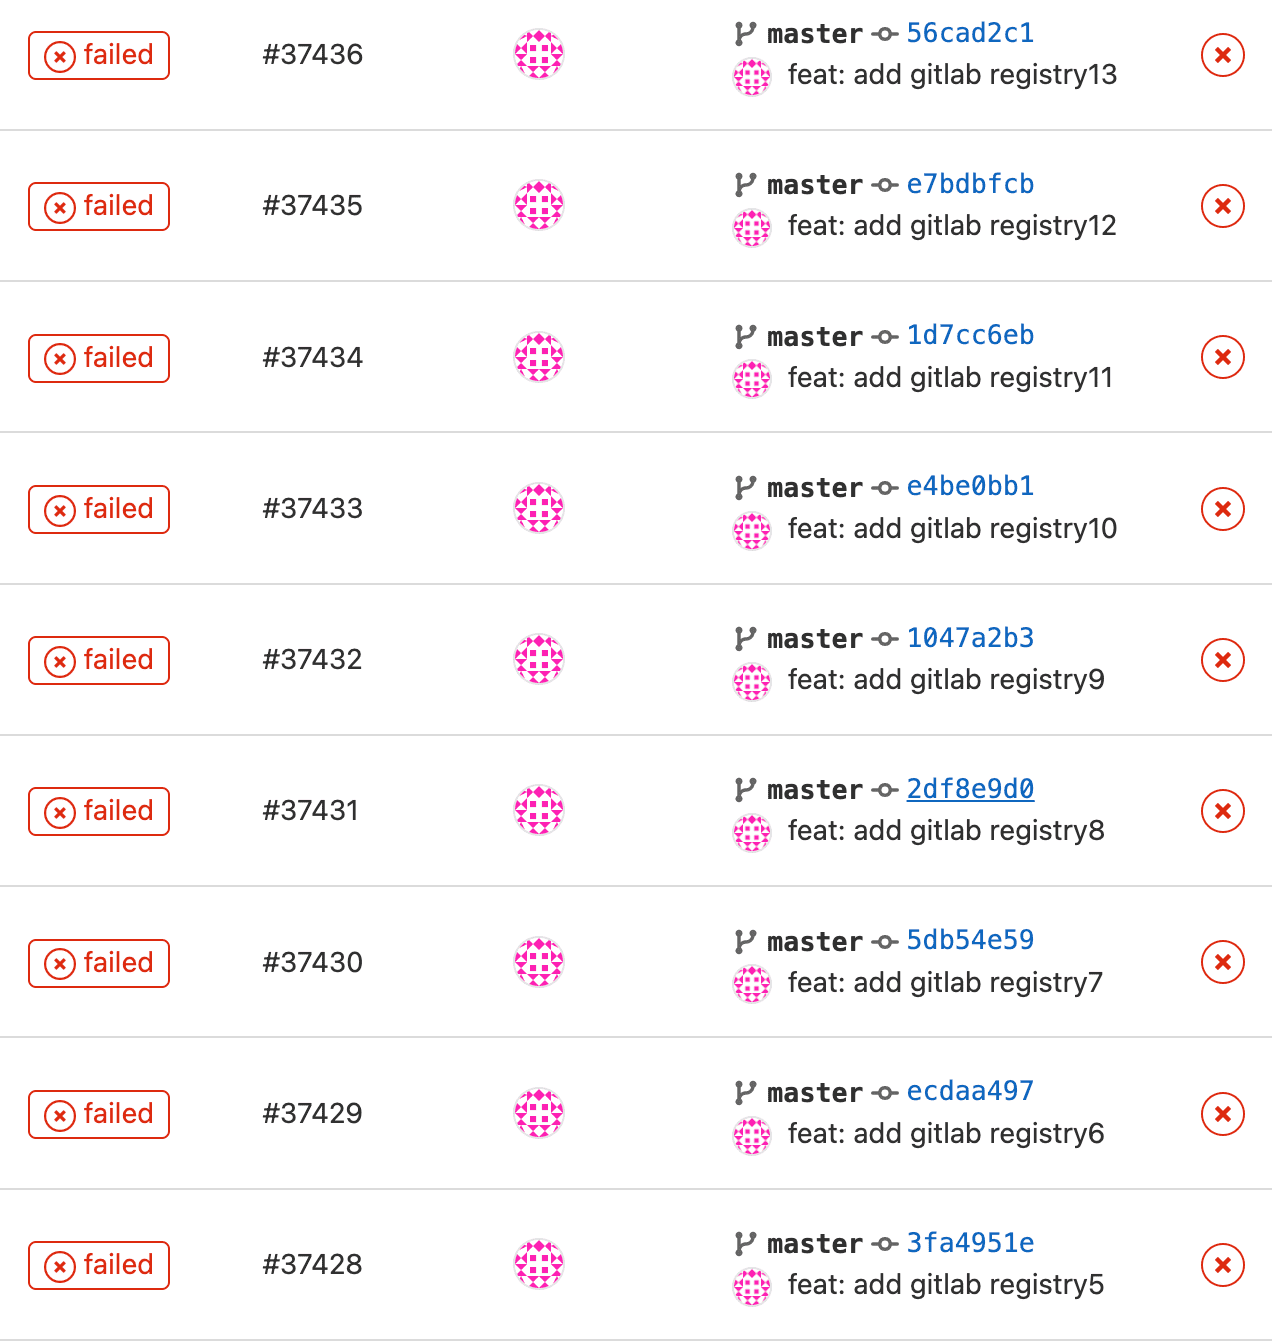 failed #37436 master 56cad2c1
feat: add gitlab registry13
failed #37435 master e7bdbfcb
feat: add gitlab registry12
failed #37434 master 1d7cc6eb
feat: add gitlab registry11
failed #37433 master e4be0bb1
feat: add gitlab registry10
failed #37432 master 1047a2b3
feat: add gitlab registry9
failed #37431 master 2df8e9d0
feat: add gitlab registry8
failed #37430 master 5db54e59
feat: add gitlab registry7
failed #37429 master ecdaa497
feat: add gitlab registry6
failed #37428 master 3fa4951e
feat: add gitlab registry5